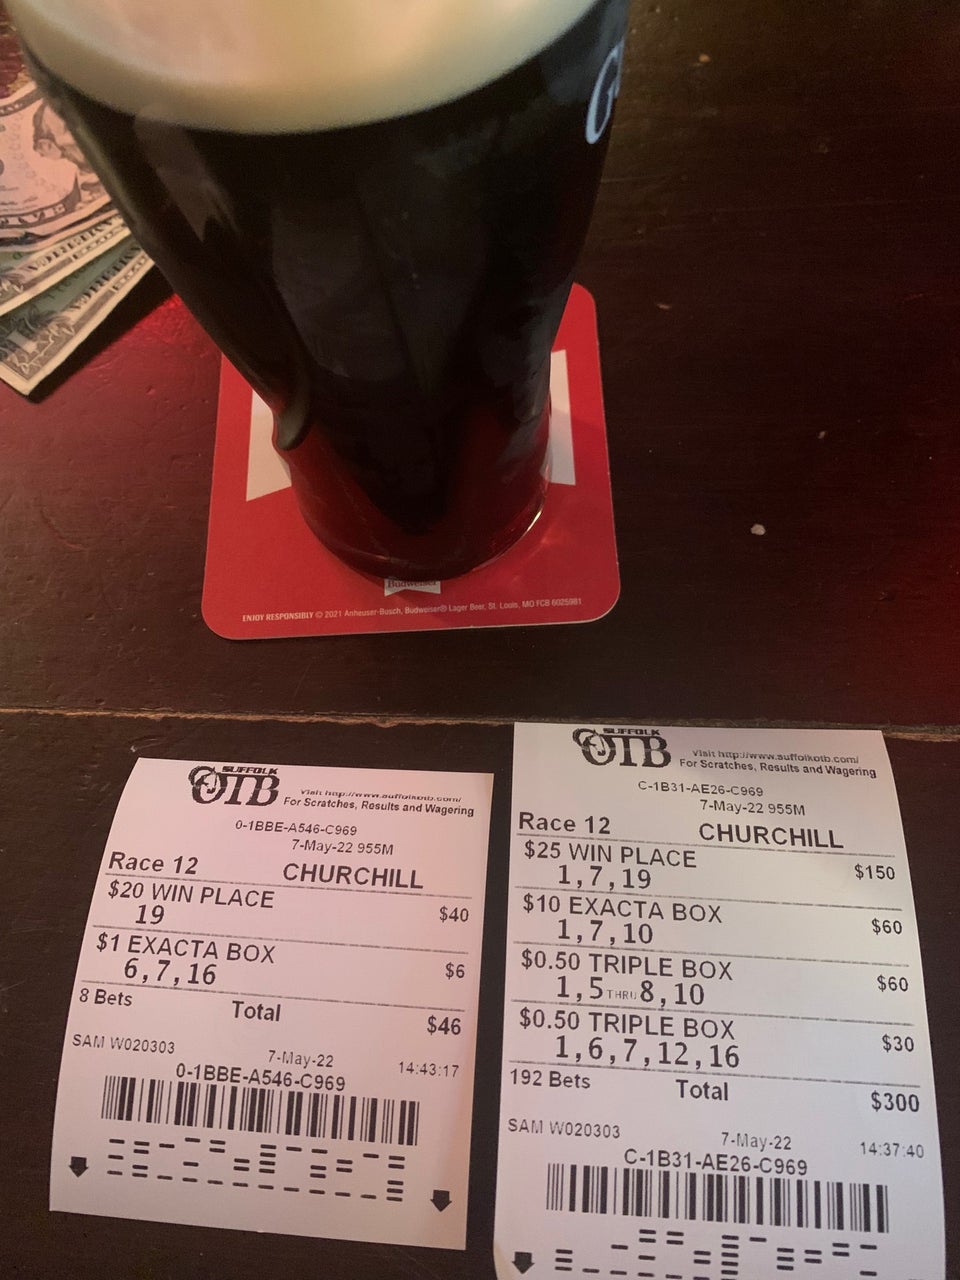 G
FIVE
Budweiser
ENJOY RESPONSIBLY © 2021 Anheuser-Busch, Budweiser® Lager Beer, St. Louis, MO FCB 6025981
SUFFOLK
OTB
Visit http://www.suffolkotb.com/
For Scratches, Results and Wagering
0-1BBE-A546-C969
7-May-22 955M
Race 12 CHURCHILL
$20 WIN PLACE
19 $40
$1 EXACTA BOX
6,7,16 $6
8 Bets Total $46
SAM W020303 7-May-22 14:43:17
0-1BBE-A546-C969
SUFFOLK
OTB
Visit http://www.suffolkotb.com/
For Scratches, Results and Wagering
C-1B31-AE26-C969
7-May-22 955M
Race 12 CHURCHILL
$25 WIN PLACE $150
1,7,19
$10 EXACTA BOX $60
1,7,10
$0.50 TRIPLE BOX $60
1,5 THRU 8,10
$0.50 TRIPLE BOX $30
1,6,7,12,16
192 Bets Total $300
SAM W020303 7-May-22 14:37:40
C-1B31-AE26-C969